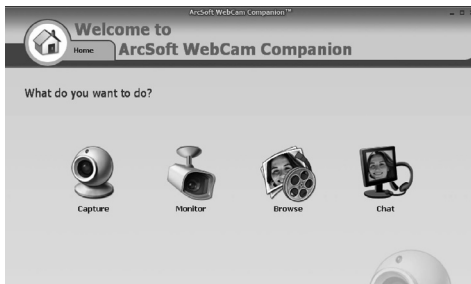 ArcSoft WebCam Companion™
Welcome to
Home
ArcSoft WebCam Companion
What do you want to do?
Capture Monitor Browse Chat